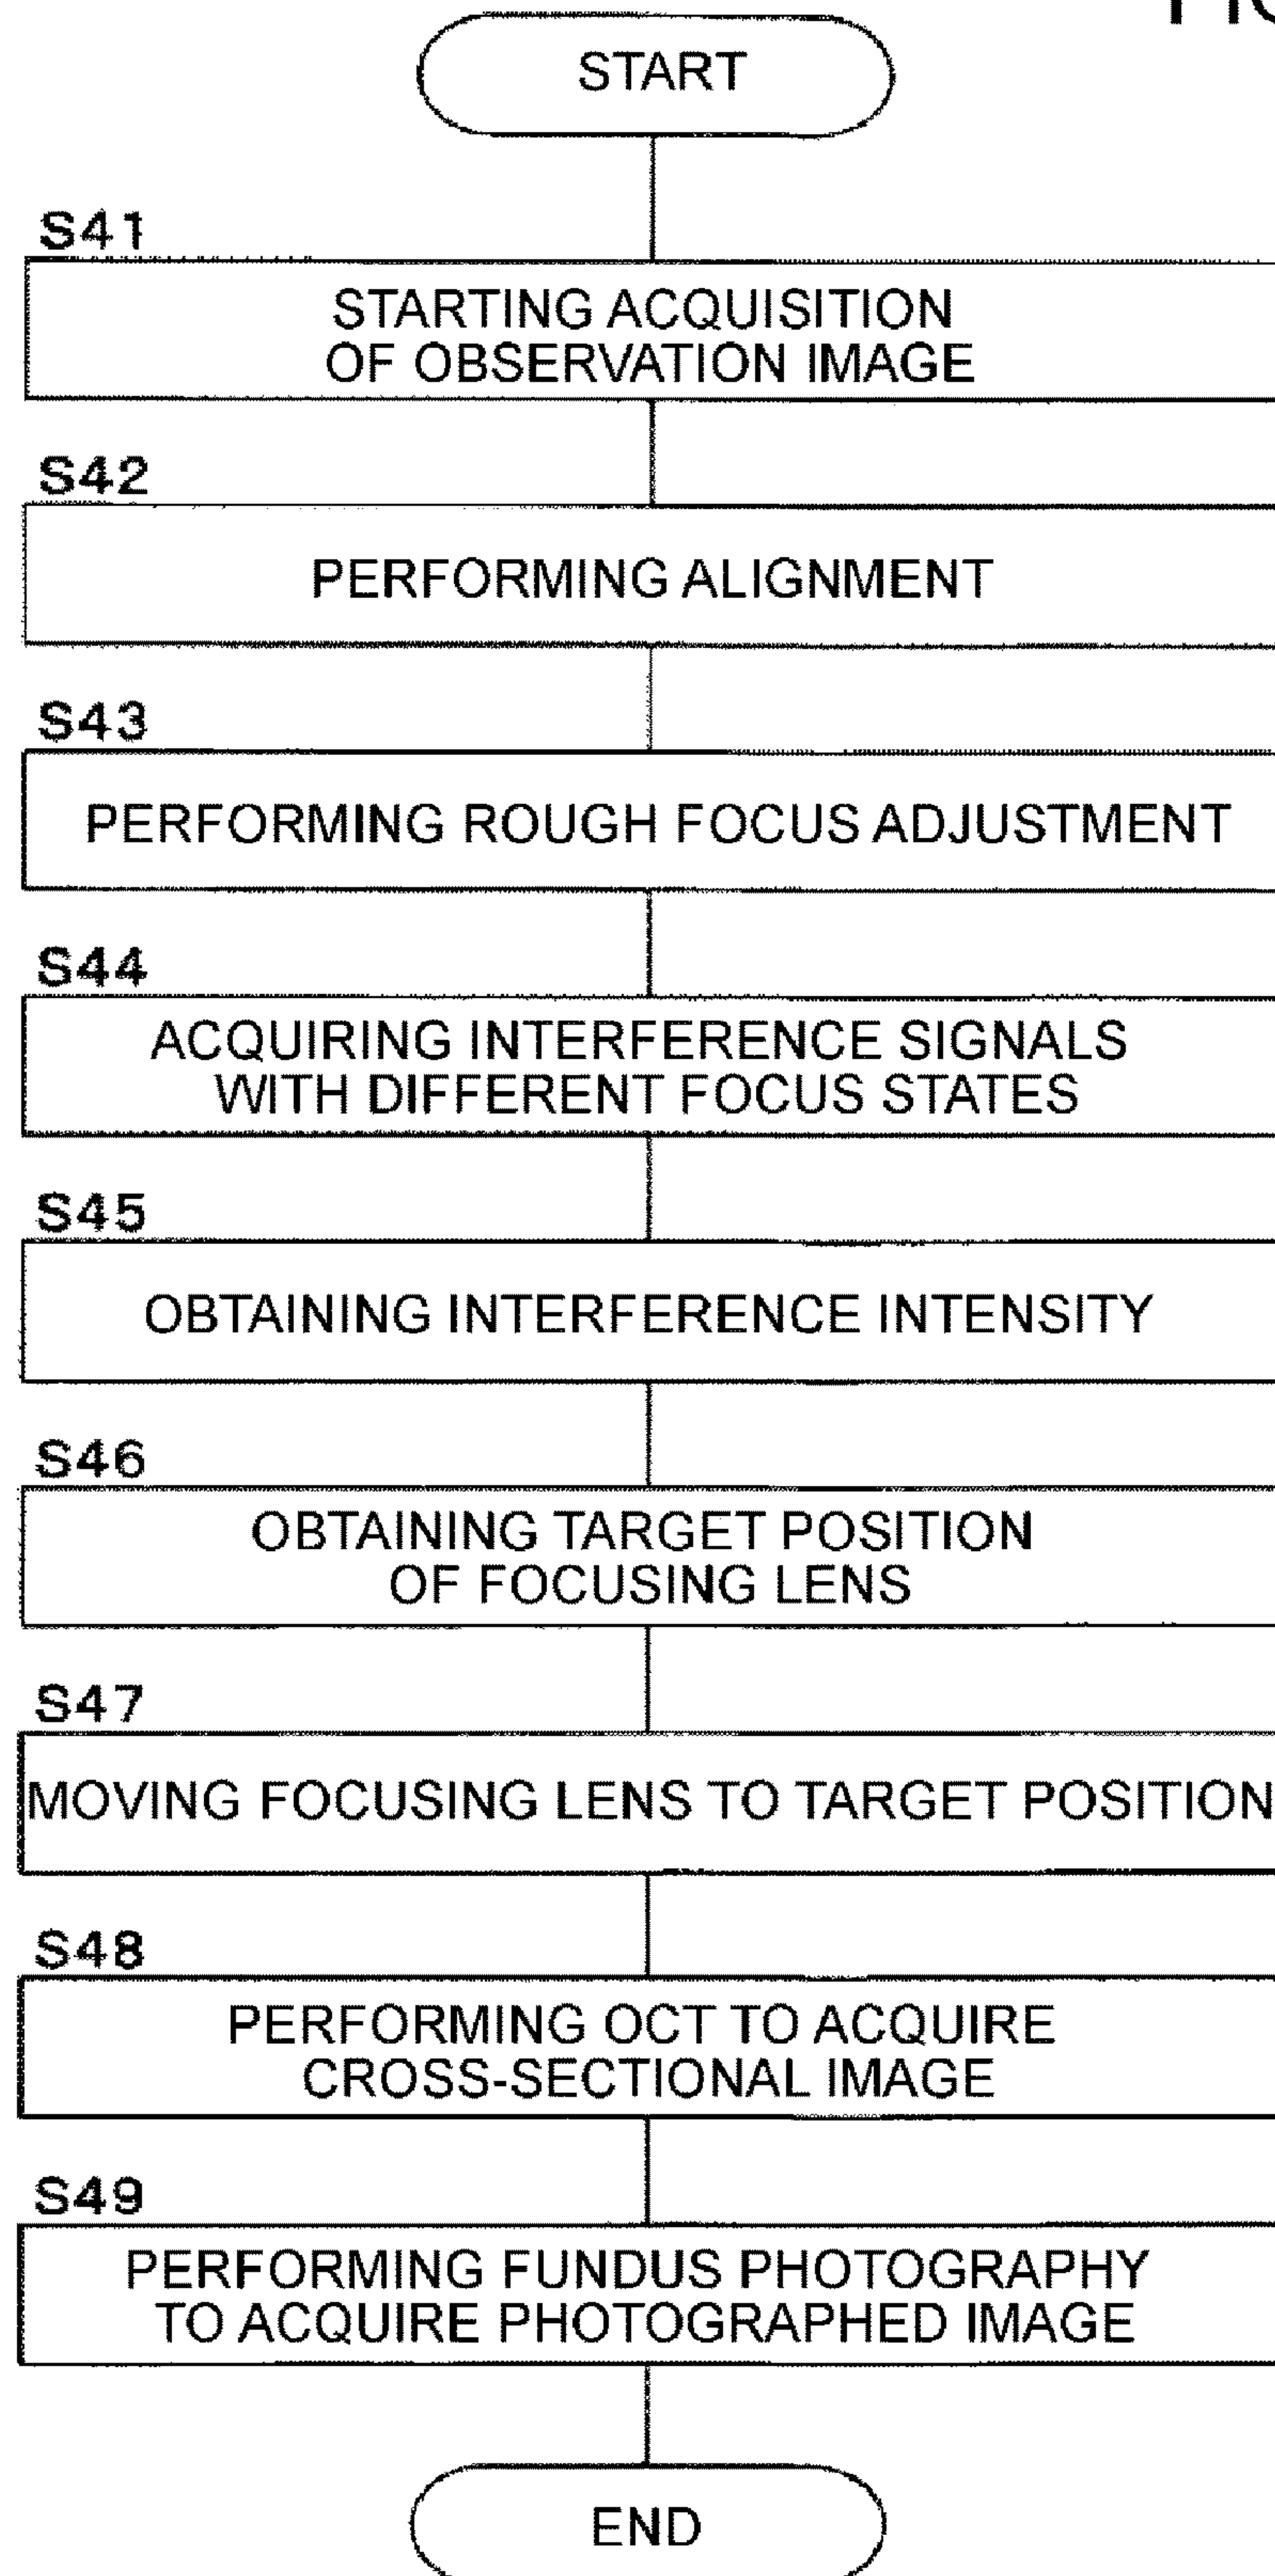 START
S41
STARTING ACQUISITION
OF OBSERVATION IMAGE
S42
PERFORMING ALIGNMENT
S43
PERFORMING ROUGH FOCUS ADJUSTMENT
S44
ACQUIRING INTERFERENCE SIGNALS
WITH DIFFERENT FOCUS STATES
S45
OBTAINING INTERFERENCE INTENSITY
S46
OBTAINING TARGET POSITION
OF FOCUSING LENS
S47
MOVING FOCUSING LENS TO TARGET POSITION
S48
PERFORMING OCT TO ACQUIRE
CROSS-SECTIONAL IMAGE
S49
PERFORMING FUNDUS PHOTOGRAPHY
TO ACQUIRE PHOTOGRAPHED IMAGE
END